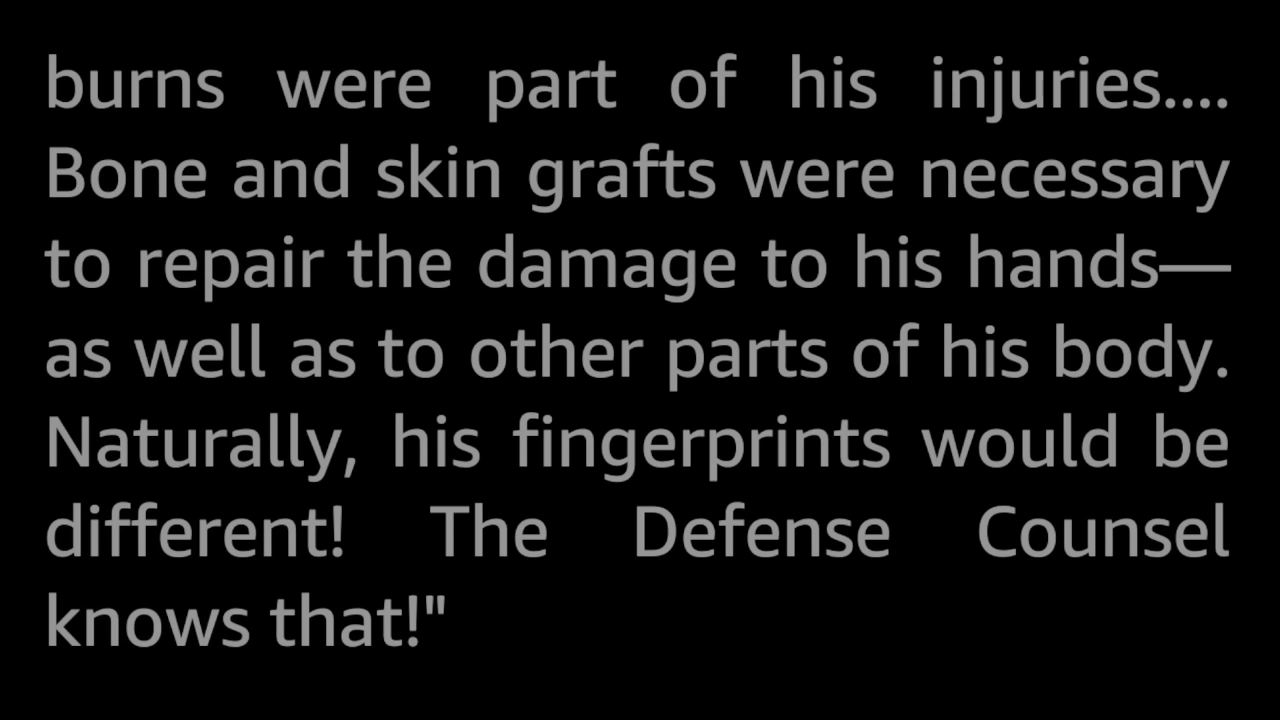 burns were part of his injuries....
Bone and skin grafts were necessary
to repair the damage to his hands—
as well as to other parts of his body.
Naturally, his fingerprints would be
different! The Defense Counsel
knows that!"